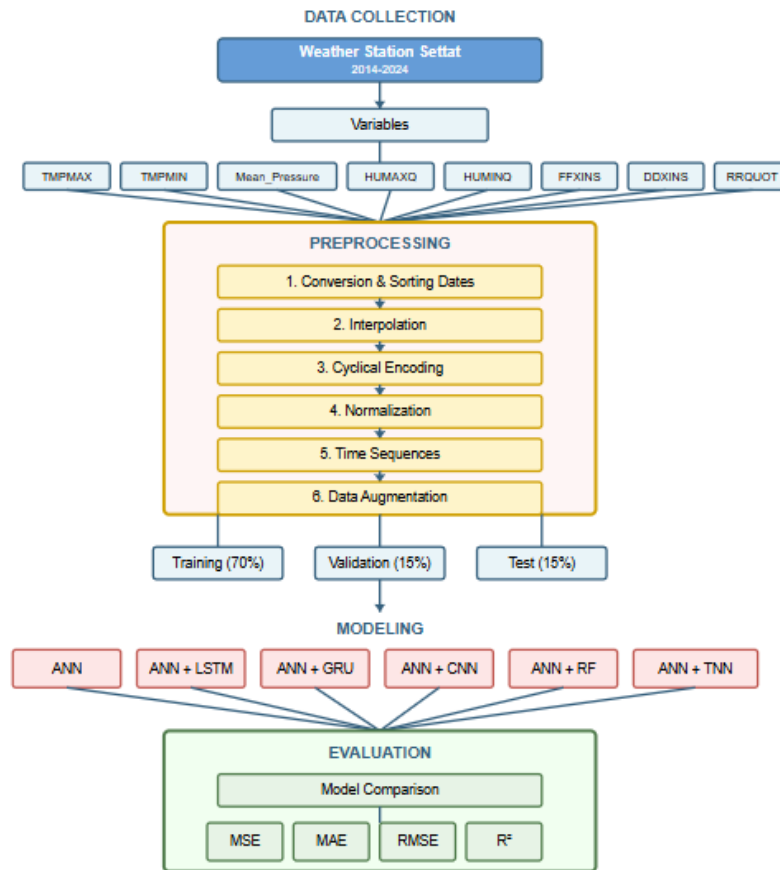 DATA COLLECTION
Weather Station Settat
2014-2024
Variables
TMPMAX TMPMIN Mean_Pressure HUMAXQ HUMINQ FFXINS DDXINS RRQUOT
PREPROCESSING
1. Conversion & Sorting Dates
2. Interpolation
3. Cyclical Encoding
4. Normalization
5. Time Sequences
6. Data Augmentation
Training (70%) Validation (15%) Test (15%)
MODELING
ANN ANN + LSTM ANN + GRU ANN + CNN ANN + RF ANN + TNN
EVALUATION
Model Comparison
MSE MAE RMSE R²